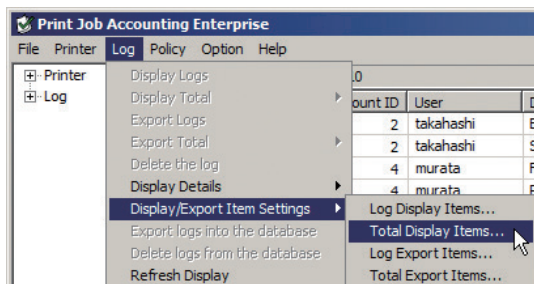 Print Job Accounting Enterprise
File Printer Log Policy Option Help
Printer
Log
Display Logs
Display Total
Export Logs
Export Total
Delete the log
Display Details
Display/Export Item Settings
Export logs into the database
Delete logs from the database
Refresh Display
ount ID User
2 takahashi
2 takahashi
4 murata
4 murata
Log Display Items...
Total Display Items...
Log Export Items...
Total Export Items...